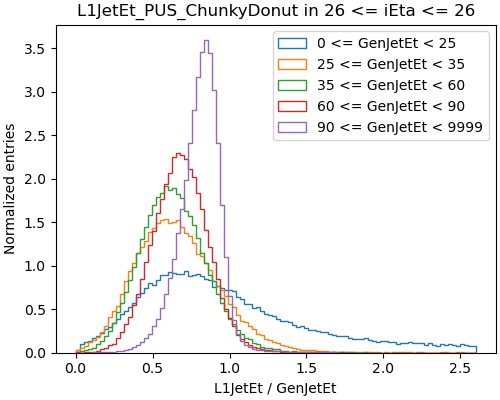 L1JetEt_PUS_ChunkyDonut in 26 <= iEta <= 26
0 <= GenJetEt < 25
25 <= GenJetEt < 35
35 <= GenJetEt < 60
60 <= GenJetEt < 90
90 <= GenJetEt < 9999
Normalized entries
3.5
3.0
2.5
2.0
1.5
1.0
0.5
0.0
0.0 0.5 1.0 1.5 2.0 2.5
L1JetEt / GenJetEt